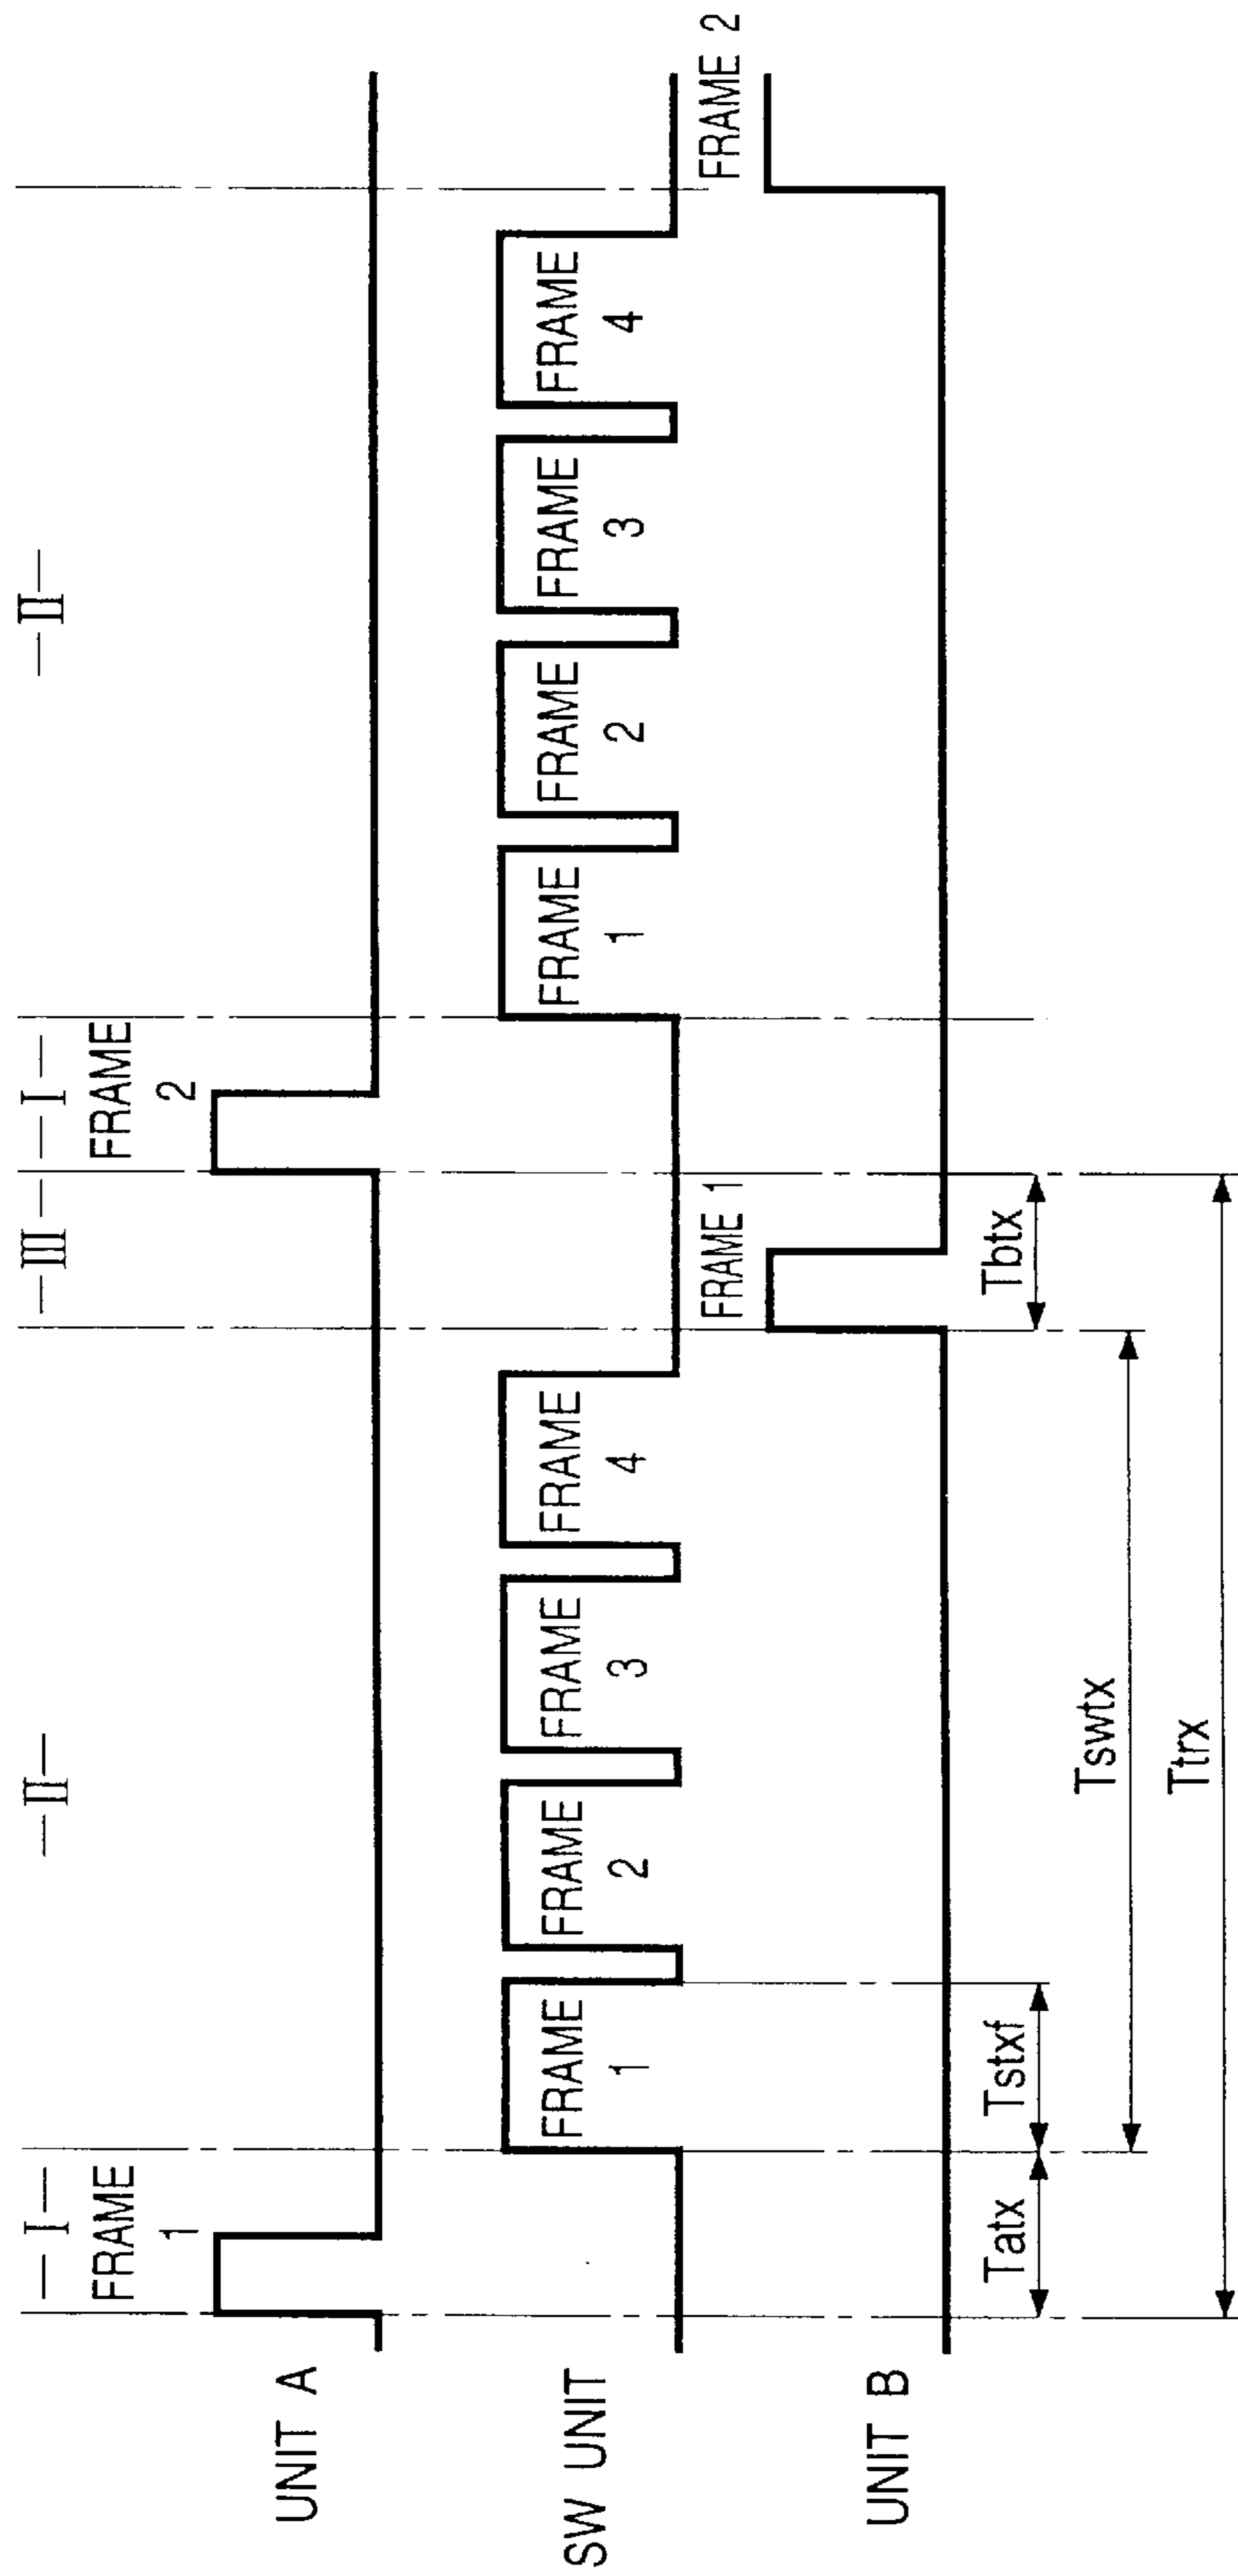 I
II
III
I
II
FRAME
1
FRAME
2
UNIT A
FRAME
1
FRAME
2
FRAME
3
FRAME
4
FRAME
1
FRAME
2
FRAME
3
FRAME
4
SW UNIT
FRAME 1
FRAME 2
UNIT B
Tatx
Tstxf
Tbtx
Tswtx
Ttrx